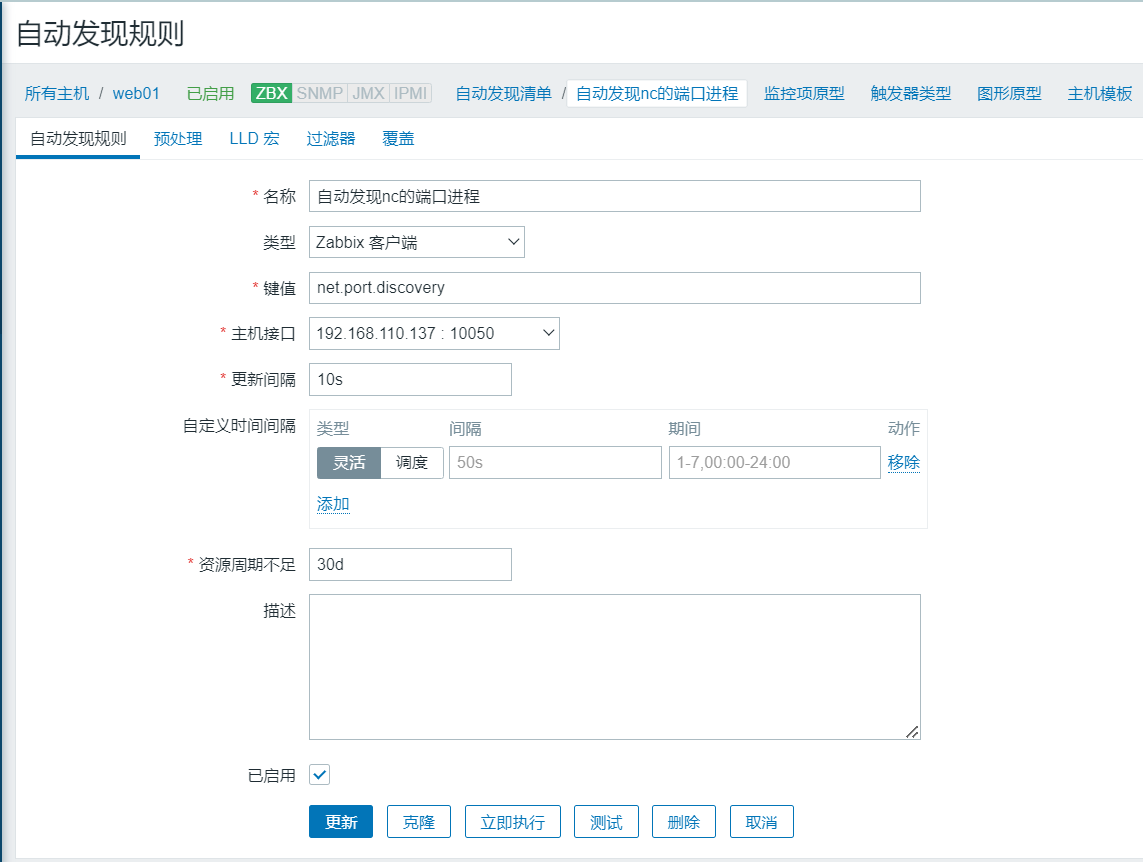 自动发现规则
所有主机 / web01 已启用 ZBX SNMP JMX IPMI 自动发现清单 / 自动发现nc的端口进程 监控项原型 触发器类型 图形原型 主机模板
自动发现规则 预处理 LLD 宏 过滤器 覆盖
* 名称 自动发现nc的端口进程
类型 Zabbix 客户端
* 键值 net.port.discovery
* 主机接口 192.168.110.137 : 10050
* 更新间隔 10s
自定义时间间隔 类型 间隔 期间 动作
灵活 调度 50s 1-7,00:00-24:00 移除
添加
* 资源周期不足 30d
描述
已启用
更新 克隆 立即执行 测试 删除 取消